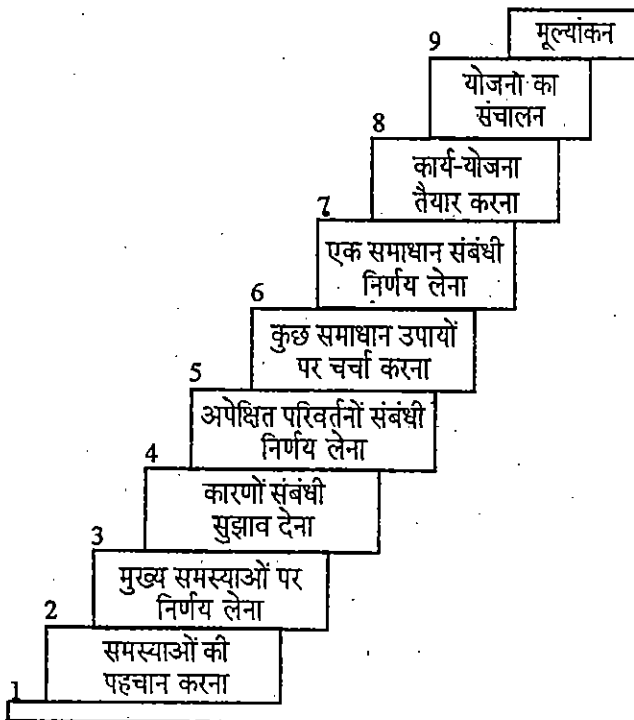 मूल्यांकन
9
योजना का
संचालन
8
कार्य-योजना
तैयार करना
7
एक समाधान संबंधी
निर्णय लेना
6
कुछ समाधान उपायों
पर चर्चा करना
5
अपेक्षित परिवर्तनों संबंधी
निर्णय लेना
4
कारणों संबंधी
सुझाव देना
3
मुख्य समस्याओं पर
निर्णय लेना
2
समस्याओं की
पहचान करना
1